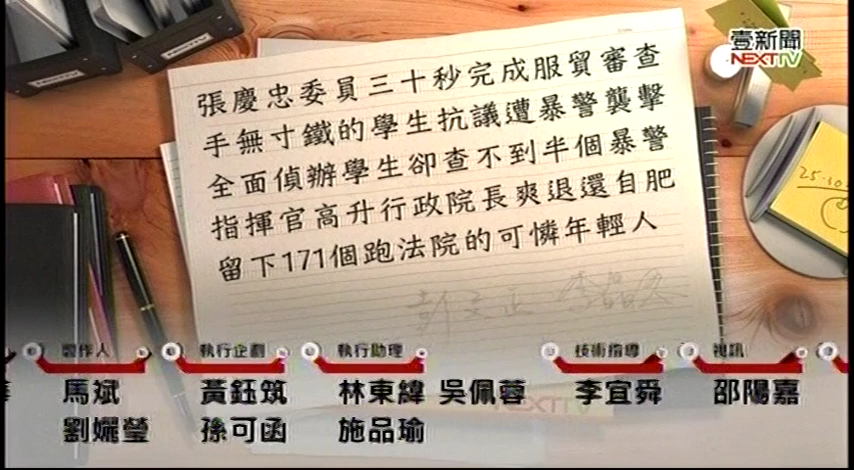 壹新聞
NEXTTV
張慶忠委員三十秒完成服貿審查
手無寸鐵的學生抗議遭暴警襲擊
全面偵辦學生卻查不到半個暴警
指揮官高升行政院長爽退還自肥
留下171個跑法院的可憐年輕人
製作人 執行企劃 執行助理 技術指導 視訊
馬斌 黃鈺筑 林東緯 吳佩蓉 李宜舜 邵陽嘉
劉孋瑩 孫可函 施品瑜
NEXTTV